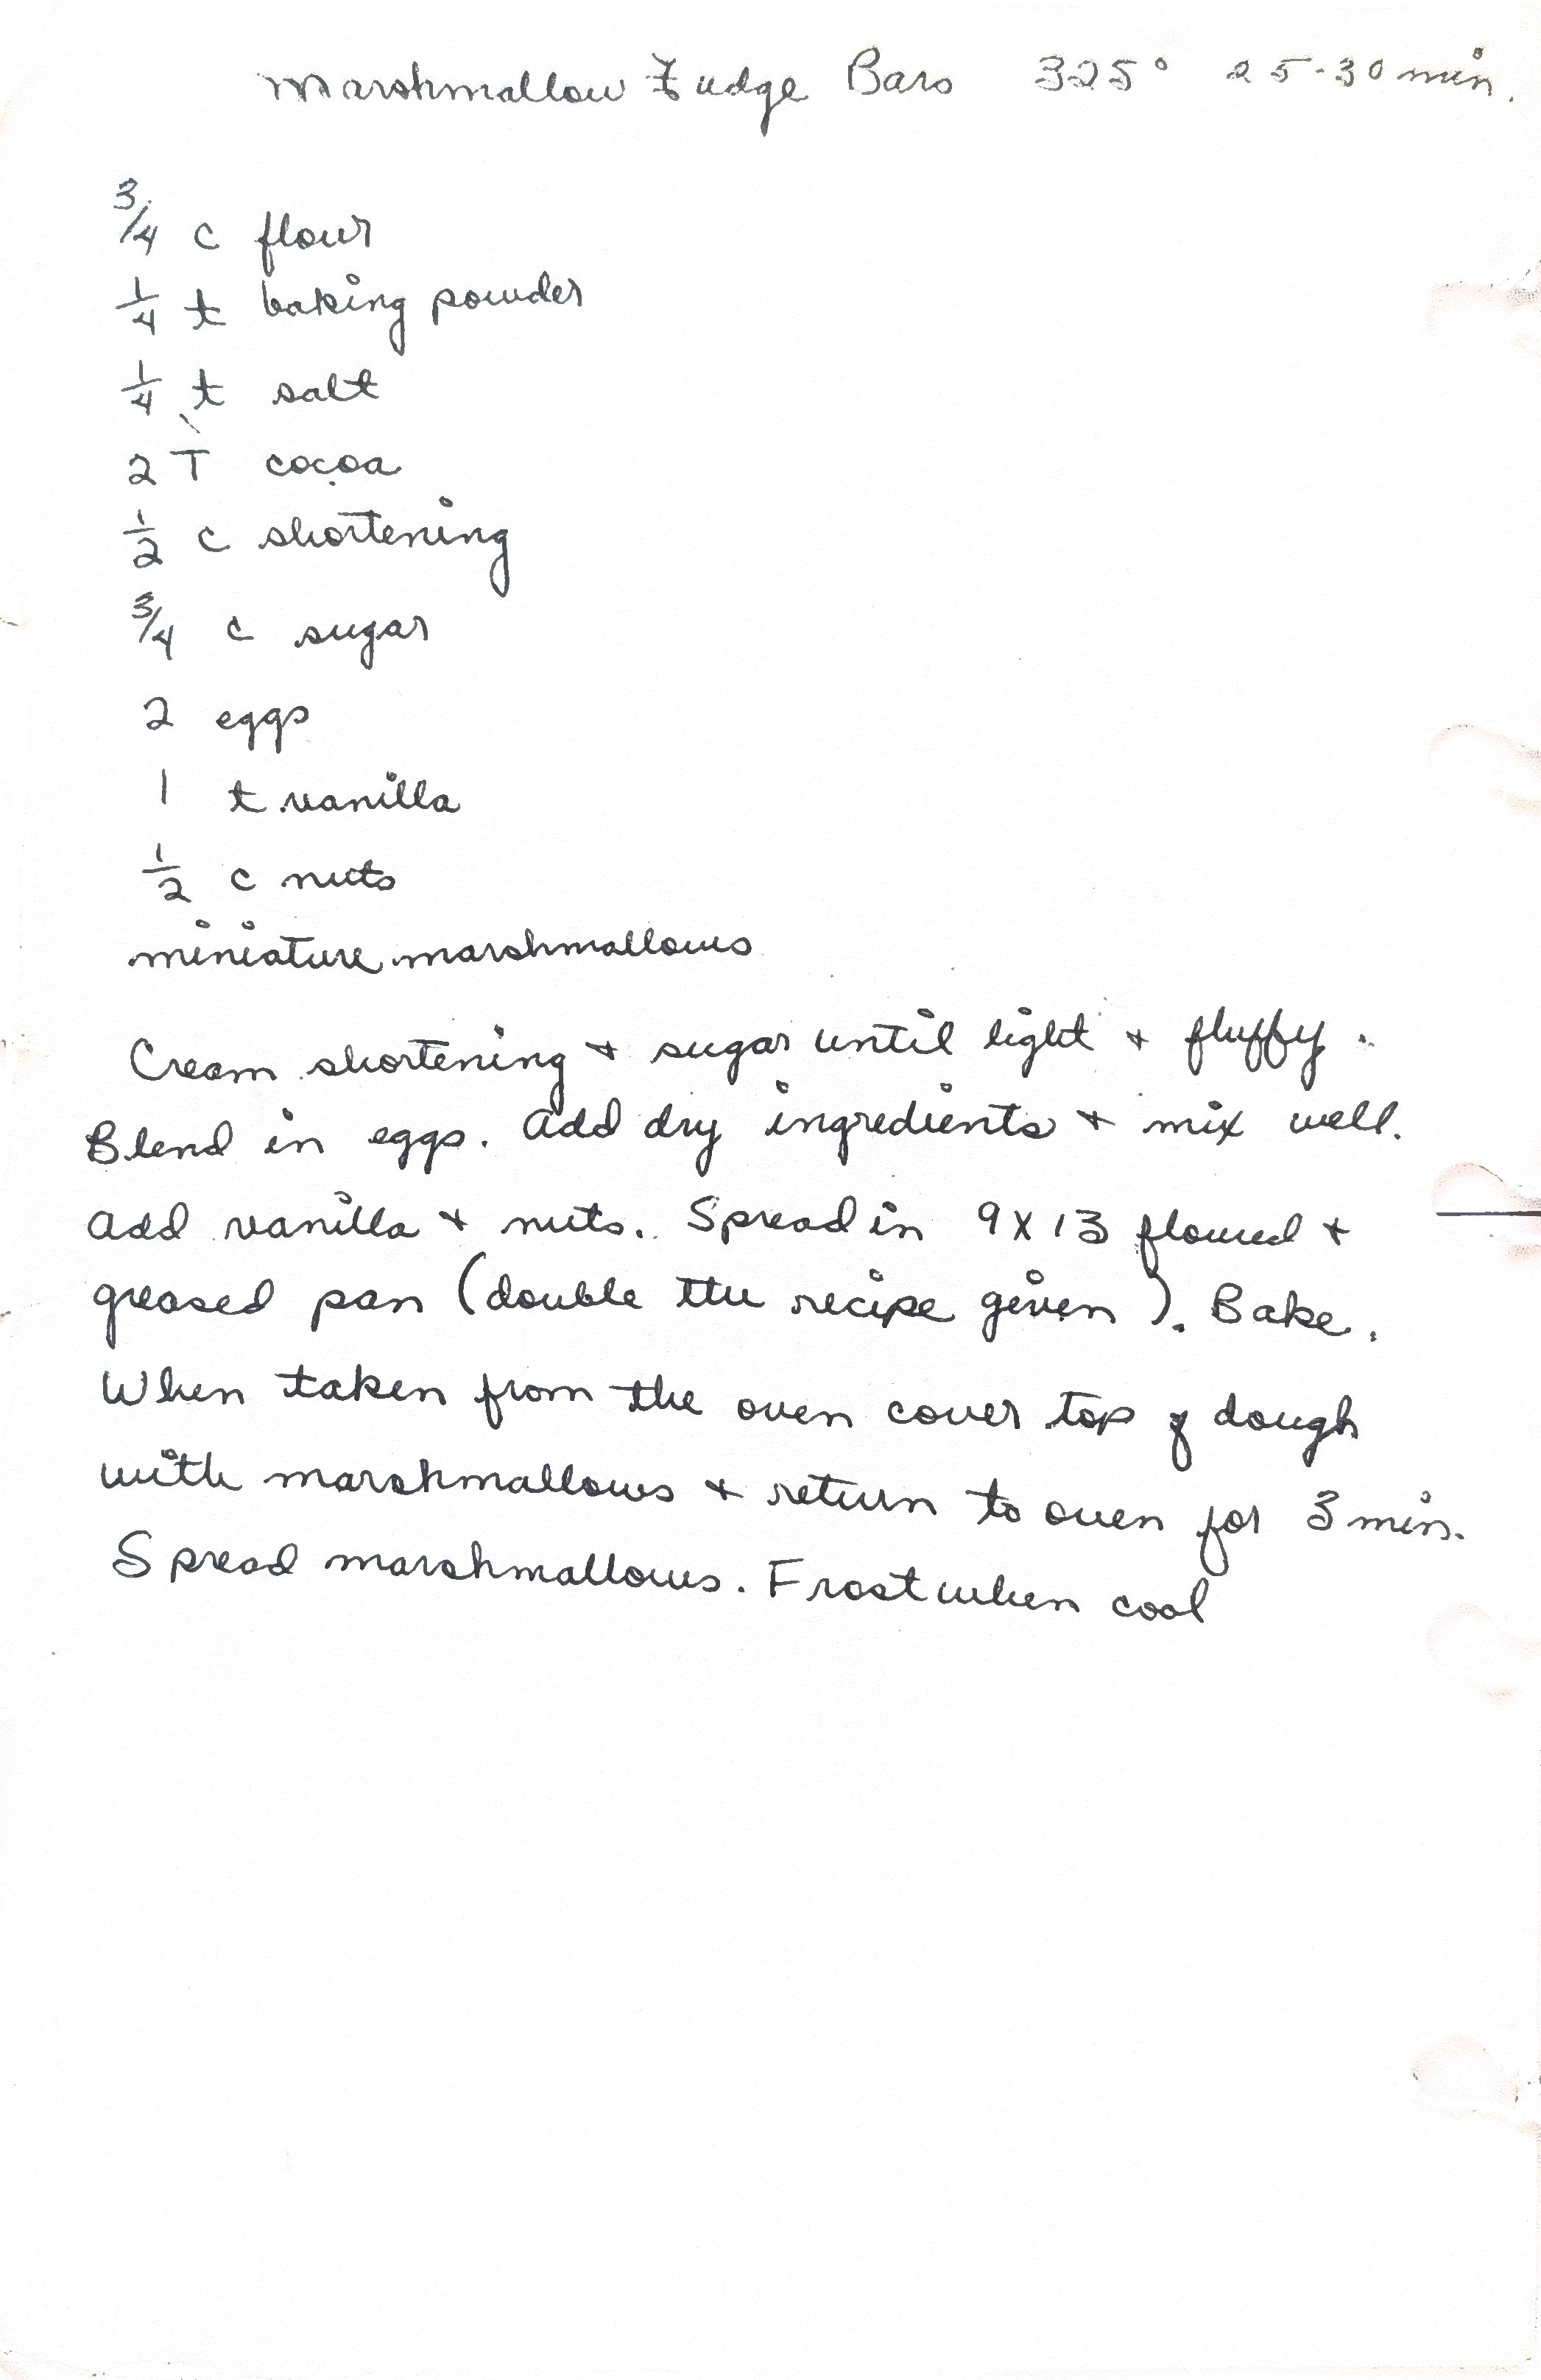 Marshmallow Fudge Bars 325° 25-30 min.
3/4 c flour
1/4 t baking powder
1/4 t salt
2 T cocoa
1/2 c shortening
3/4 c sugar
2 eggs
1 t vanilla
1/2 c nuts
miniature marshmallows
Cream shortening + sugar until light + fluffy.
Blend in eggs. Add dry ingredients + mix well.
Add vanilla + nuts. Spread in 9 x 13 floured +
greased pan (double the recipe given). Bake.
When taken from the oven cover top of dough
with marshmallows + return to oven for 3 min.
Spread marshmallows. Frost when cool